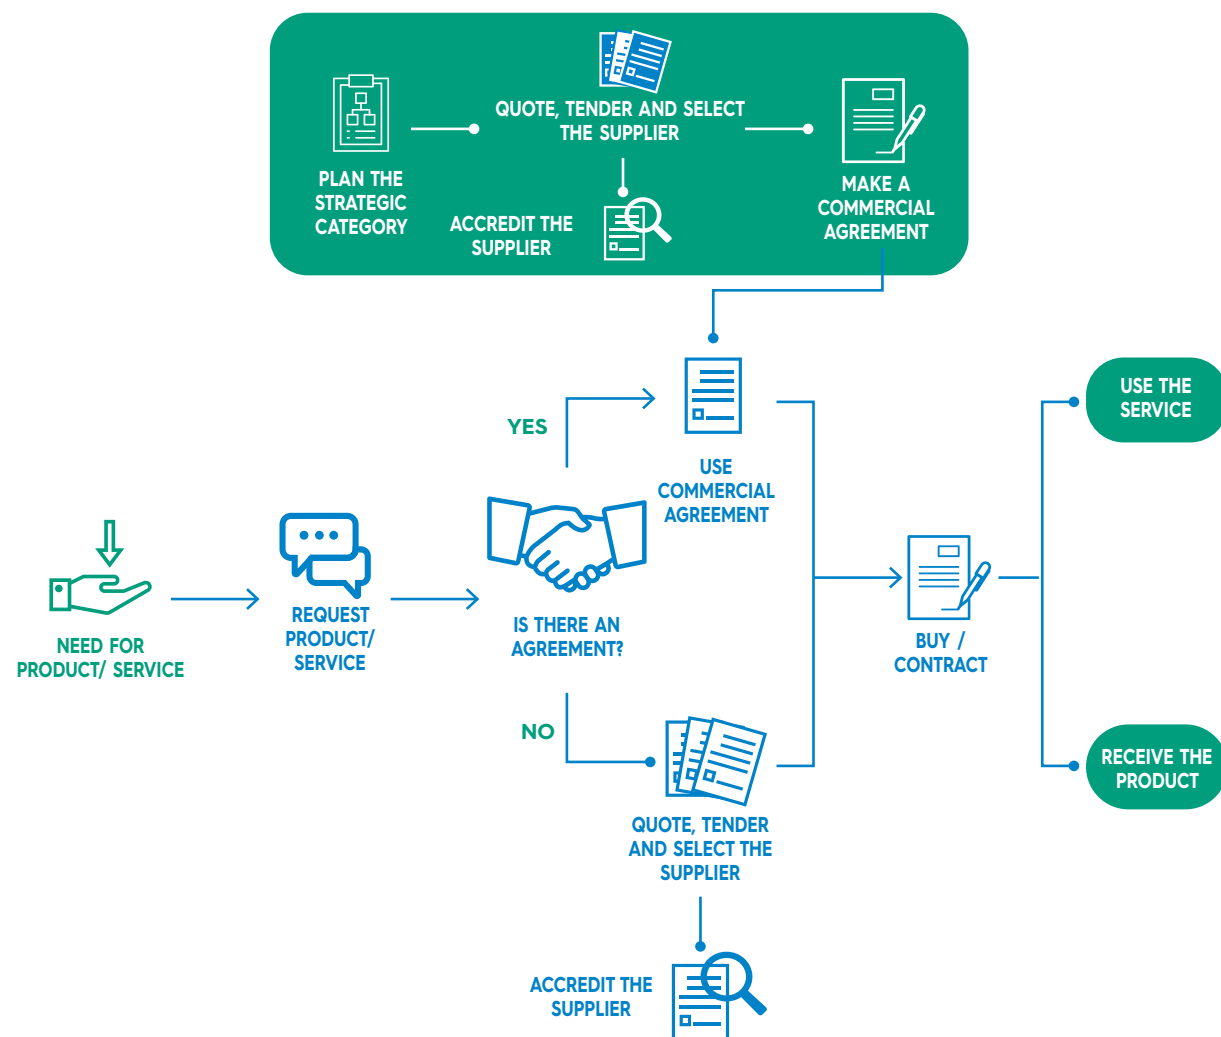 QUOTE, TENDER AND SELECT
THE SUPPLIER
PLAN THE
STRATEGIC
CATEGORY
ACCREDIT THE
SUPPLIER
MAKE A
COMMERCIAL
AGREEMENT
YES
USE
COMMERCIAL
AGREEMENT
USE THE
SERVICE
NEED FOR
PRODUCT/ SERVICE
REQUEST
PRODUCT/
SERVICE
IS THERE AN
AGREEMENT?
BUY /
CONTRACT
NO
RECEIVE THE
PRODUCT
QUOTE, TENDER
AND SELECT THE
SUPPLIER
ACCREDIT THE
SUPPLIER